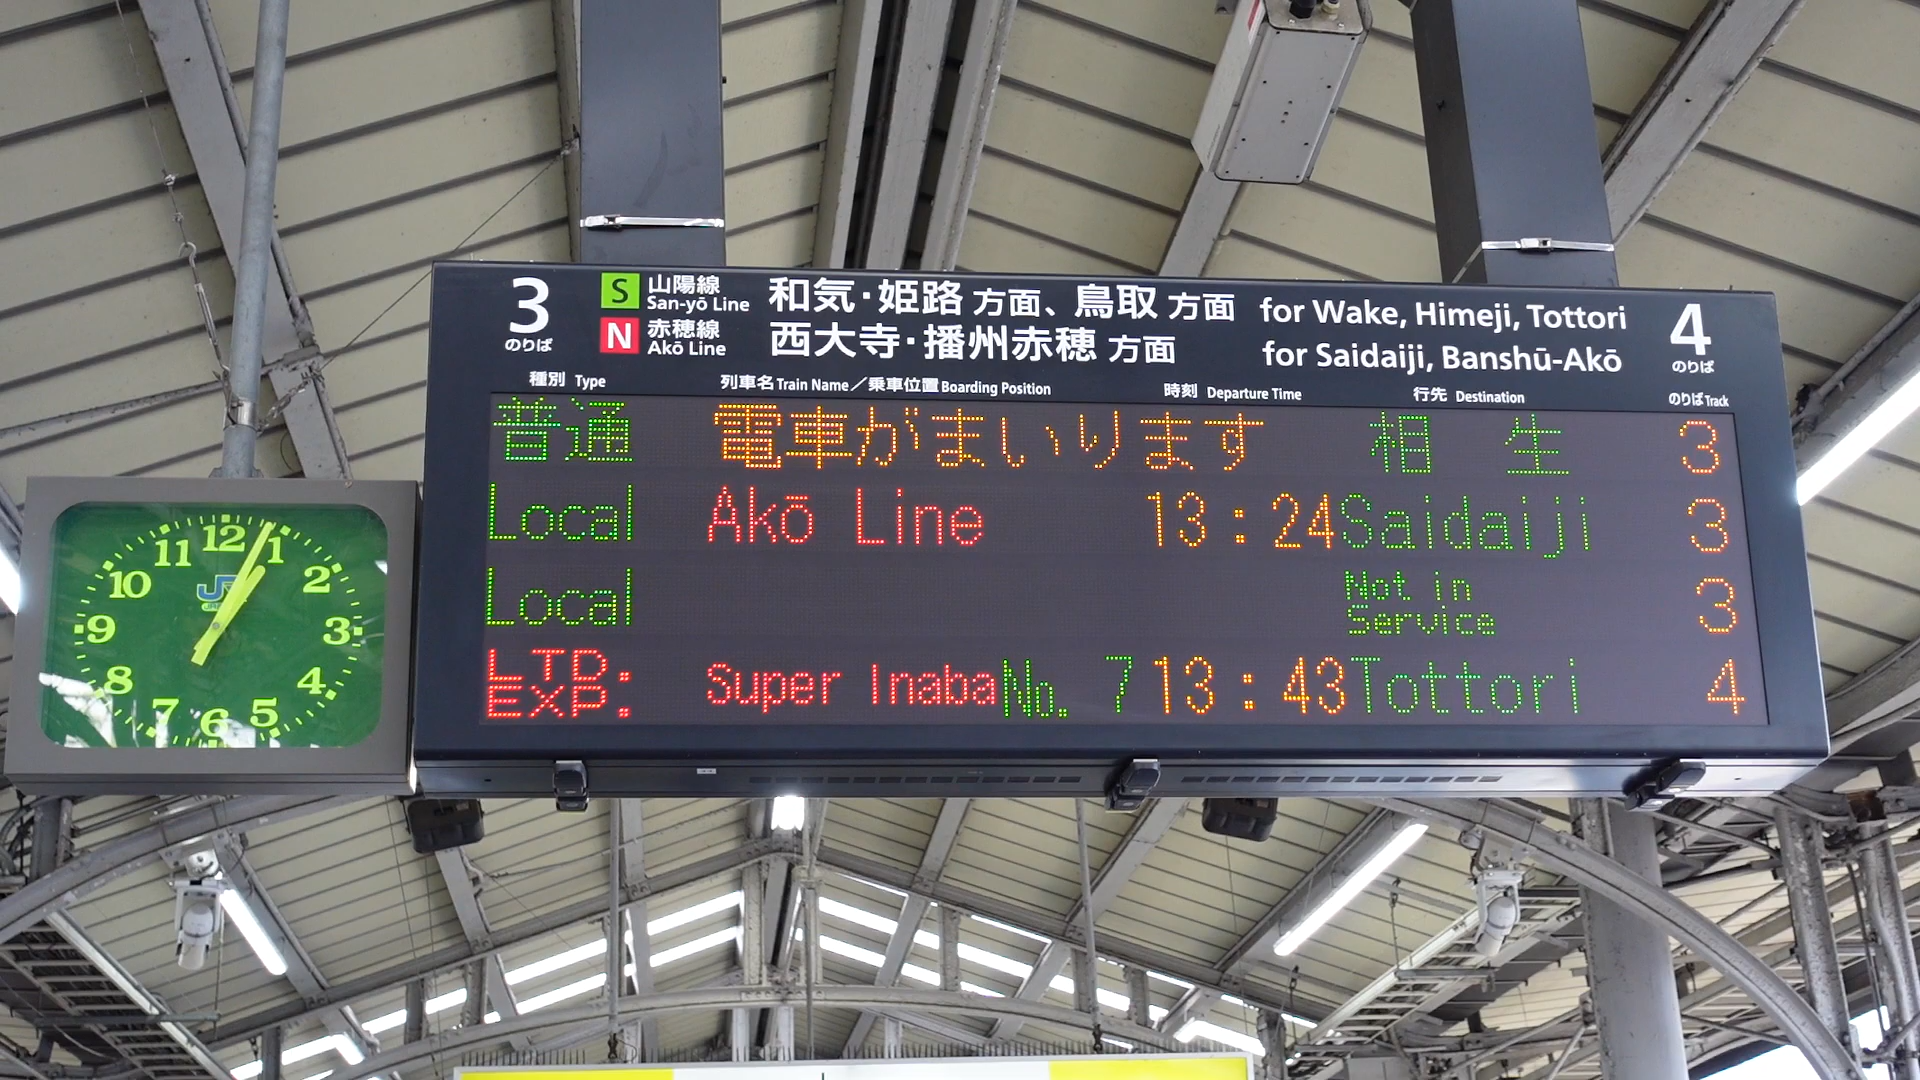 3 のりば
S 山陽線 San-yō Line
N 赤穂線 Akō Line
和気・姫路 方面、鳥取 方面 for Wake, Himeji, Tottori
西大寺・播州赤穂 方面 for Saidaiji, Banshū-Akō
4 のりば
種別 Type 列車名 Train Name/乗車位置 Boarding Position 時刻 Departure Time 行先 Destination のりば Track
普通 電車がまいります 相生 3
Local Akō Line 13:24 Saidaiji 3
Local Not in Service 3
LTD. EXP. Super Inaba No. 7 13:43 Tottori 4
12 1 2 3 4 5 6 7 8 9 10 11
JR